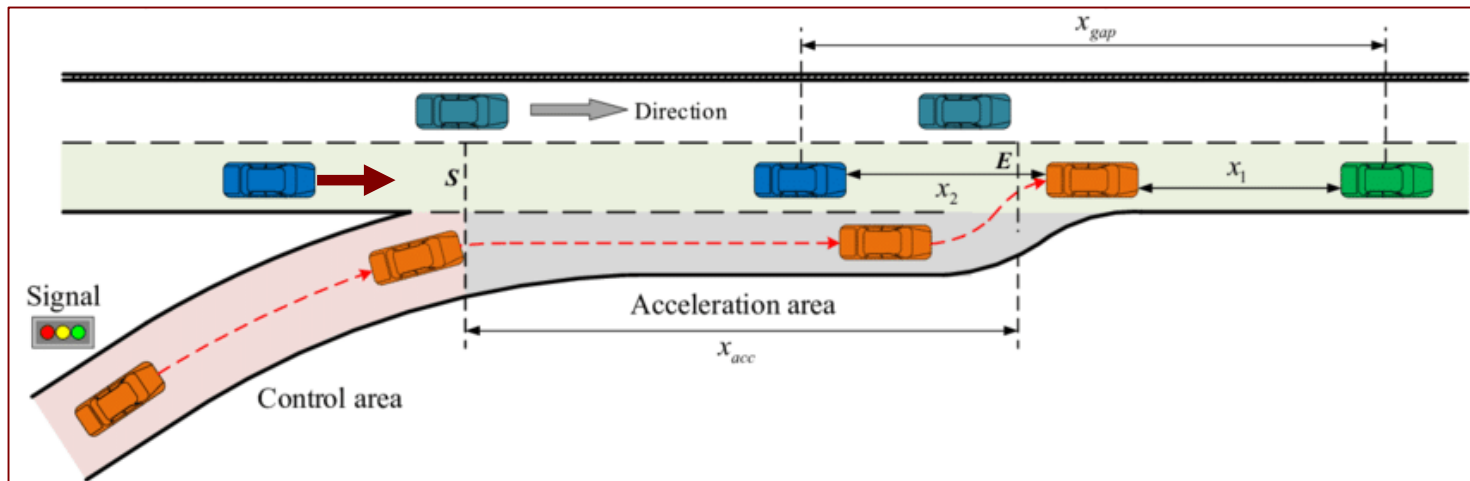 x_gap
Direction
S
E
x_2
x_1
Signal
Acceleration area
x_acc
Control area